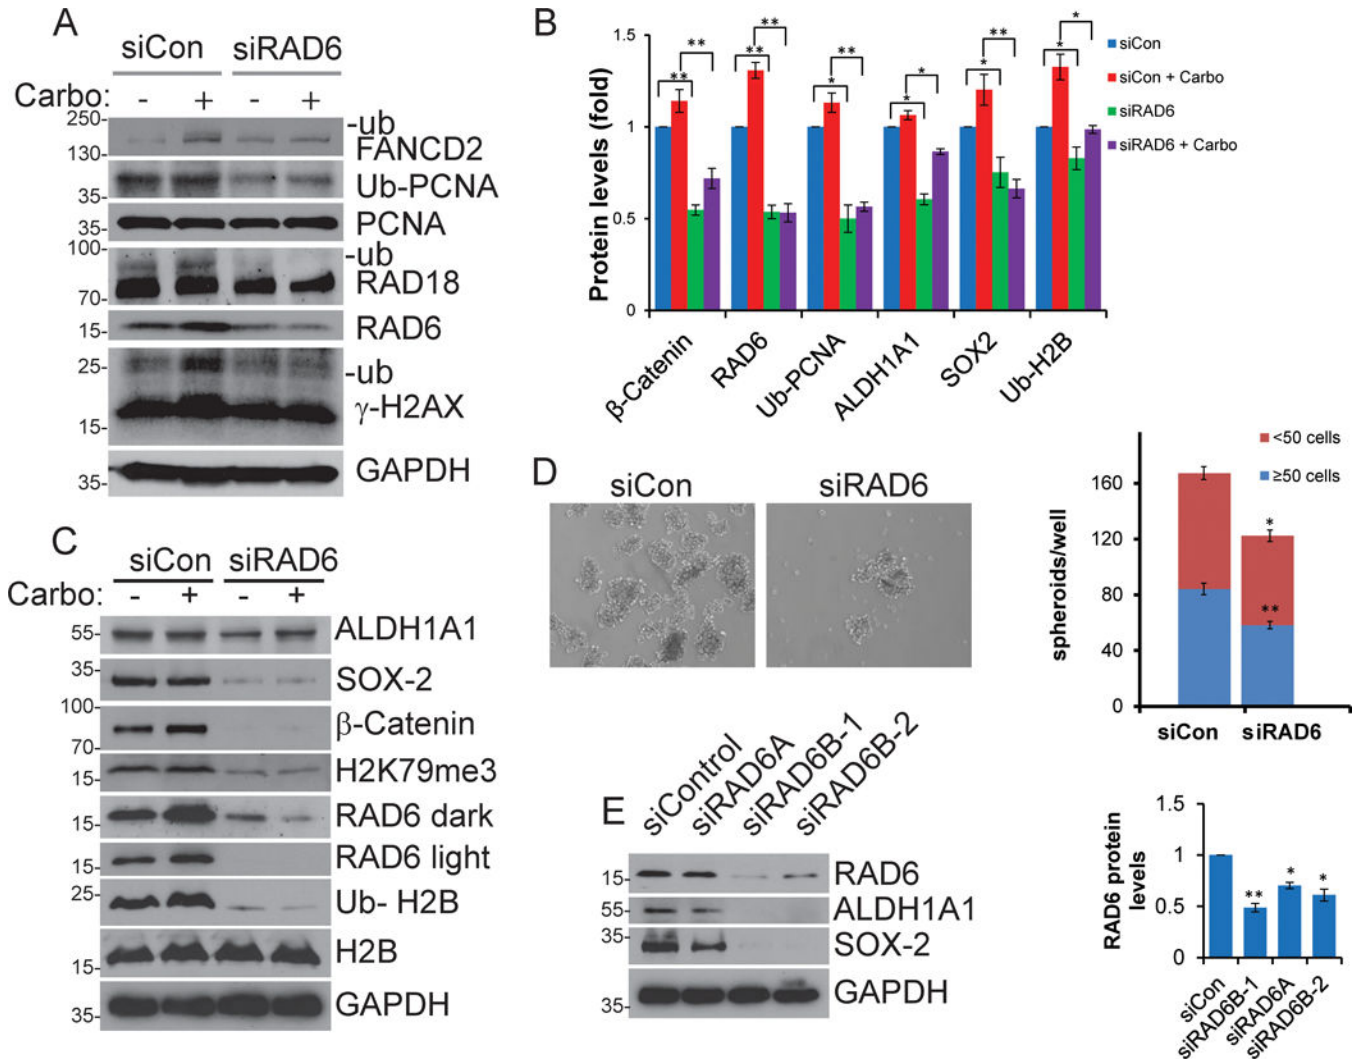 A
siCon siRAD6
Carbo: - + - +
250-
-ub
FANCD2
130-
Ub-PCNA
35-
35- PCNA
100-
-ub
RAD18
70-
RAD6
15-
25-
-ub
γ-H2AX
15-
GAPDH
35-
B
Protein levels (fold)
1.5
1
0.5
0
** ** ** ** * ** * * * ** * *
siCon
siCon + Carbo
siRAD6
siRAD6 + Carbo
β-Catenin
RAD6
Ub-PCNA
ALDH1A1
SOX2
Ub-H2B
C
siCon siRAD6
Carbo: - + - +
55- ALDH1A1
35-
SOX-2
100-
β-Catenin
70-
H2K79me3
15-
RAD6 dark
15-
RAD6 light
15-
25-
Ub- H2B
H2B
15-
GAPDH
35-
D
siCon siRAD6
<50 cells
≥50 cells
spheroids/well
160
120
80
40
0
*
**
siCon siRAD6
E
siControl
siRAD6A
siRAD6B-1
siRAD6B-2
15- RAD6
55- ALDH1A1
35-
SOX-2
GAPDH
35-
RAD6 protein
levels
1.5
1
0.5
0
** * *
siCon
siRAD6B-1
siRAD6A
siRAD6B-2